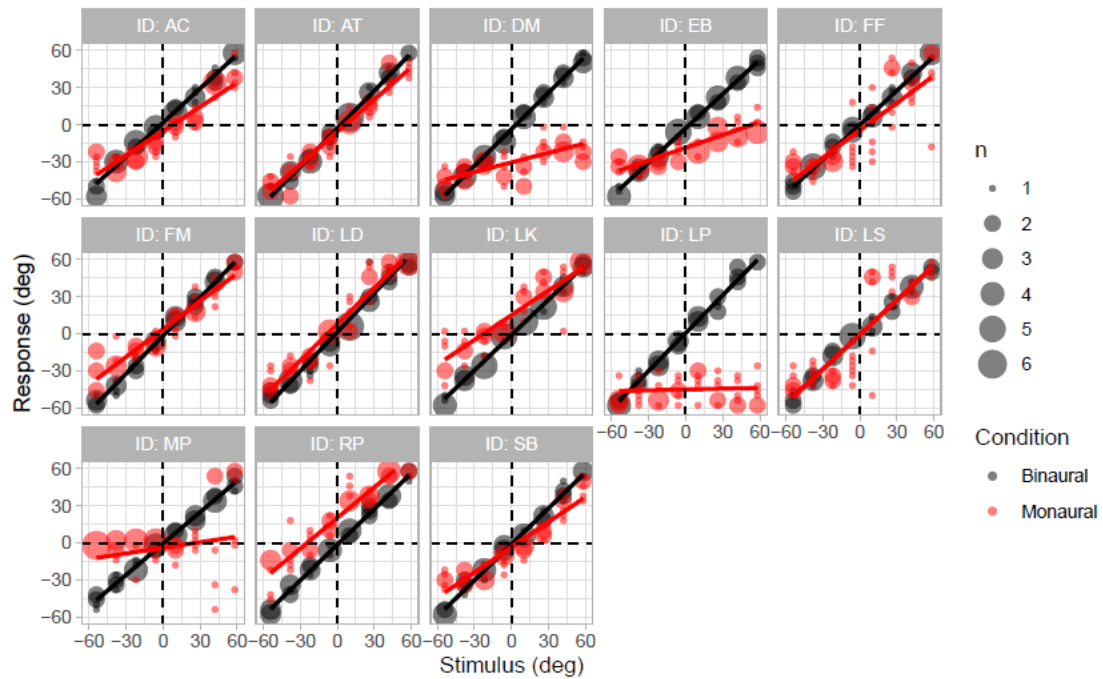 ID: AC ID: AT ID: DM ID: EB ID: FF
60
30
0
−30
−60
ID: FM ID: LD ID: LK ID: LP ID: LS
60
30
0
−30
−60
−60 −30 0 30 60 −60 −30 0 30 60
ID: MP ID: RP ID: SB
60
30
0
−30
−60
−60 −30 0 30 60 −60 −30 0 30 60 −60 −30 0 30 60
Stimulus (deg)
Response (deg)
n
1
2
3
4
5
6
Condition
Binaural
Monaural